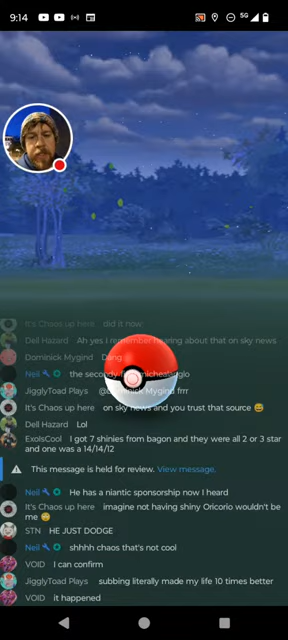 9:14
5G
It's Chaos up here did it now
Dell Hazard Ah yes I remember hearing about that on sky news
Dominick Mygind Dang
Neil the secondy
JigglyToad Plays frrr
It's Chaos up here on sky news and you trust that source 😄
Dell Hazard Lol
ExolsCool I got 7 shinies from bagon and they were all 2 or 3 star
and one was a 14/14/12
This message is held for review. View message.
Neil He has a niantic sponsorship now I heard
It's Chaos up here imagine not having shiny Oricorio wouldn't be
me
STN HE JUST DODGE
Neil shhhh chaos that's not cool
VOID I can confirm
JigglyToad Plays subbing literally made my life 10 times better
VOID it happened